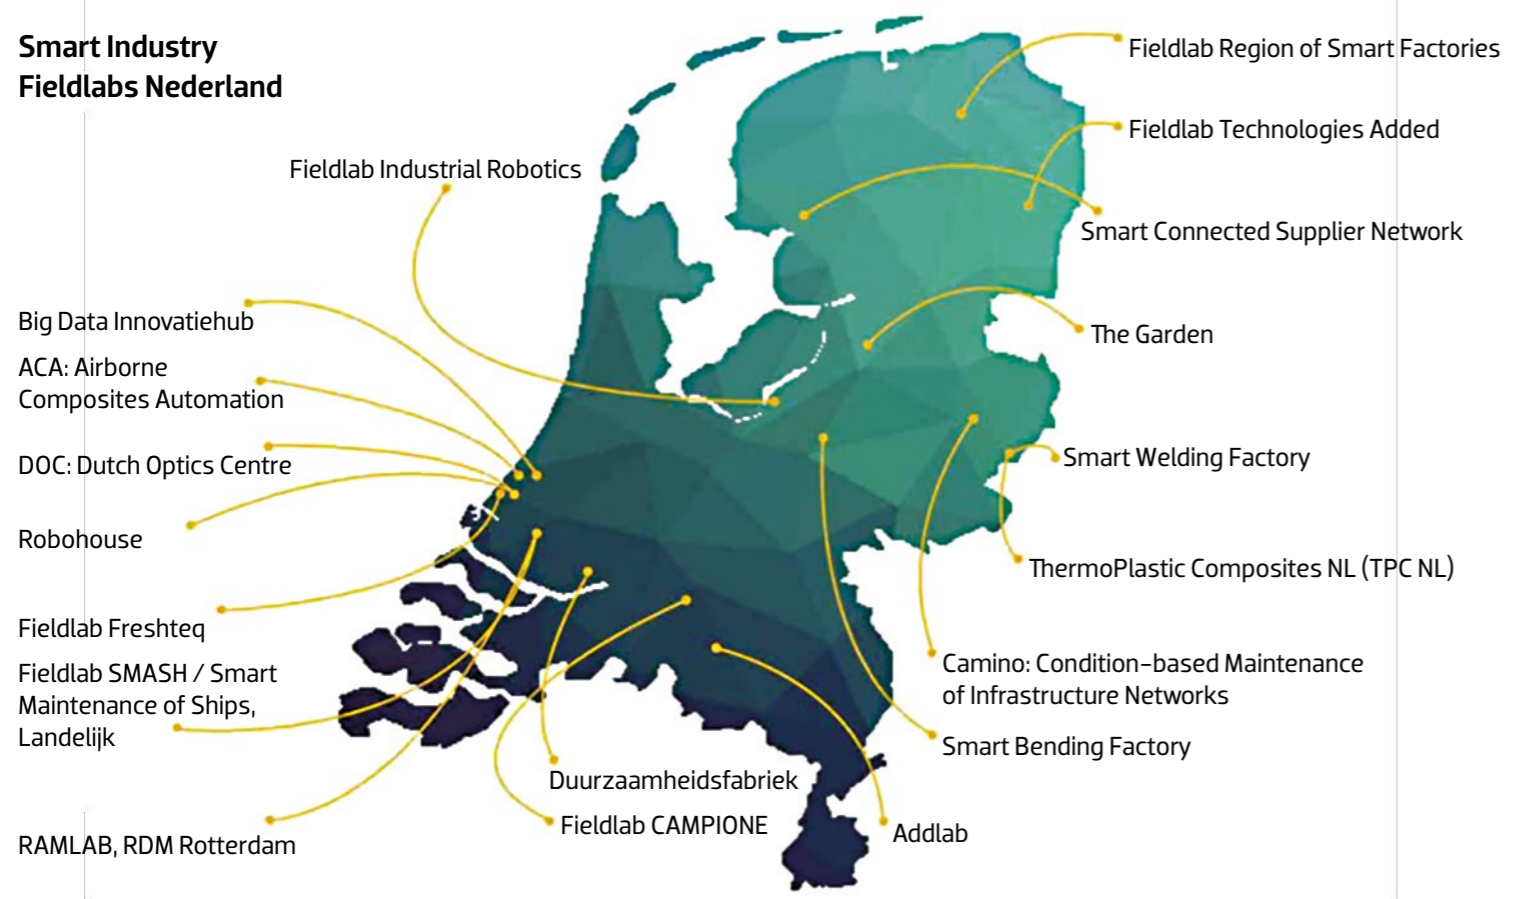 Smart Industry
Fieldlabs Nederland
Fieldlab Region of Smart Factories
Fieldlab Technologies Added
Fieldlab Industrial Robotics
Smart Connected Supplier Network
Big Data Innovatiehub
The Garden
ACA: Airborne
Composites Automation
DOC: Dutch Optics Centre
Smart Welding Factory
Robohouse
ThermoPlastic Composites NL (TPC NL)
Fieldlab Freshteq
Camino: Condition-based Maintenance
of Infrastructure Networks
Fieldlab SMASH / Smart
Maintenance of Ships,
Landelijk
Smart Bending Factory
Duurzaamheidsfabriek
Fieldlab CAMPIONE
Addlab
RAMLAB, RDM Rotterdam